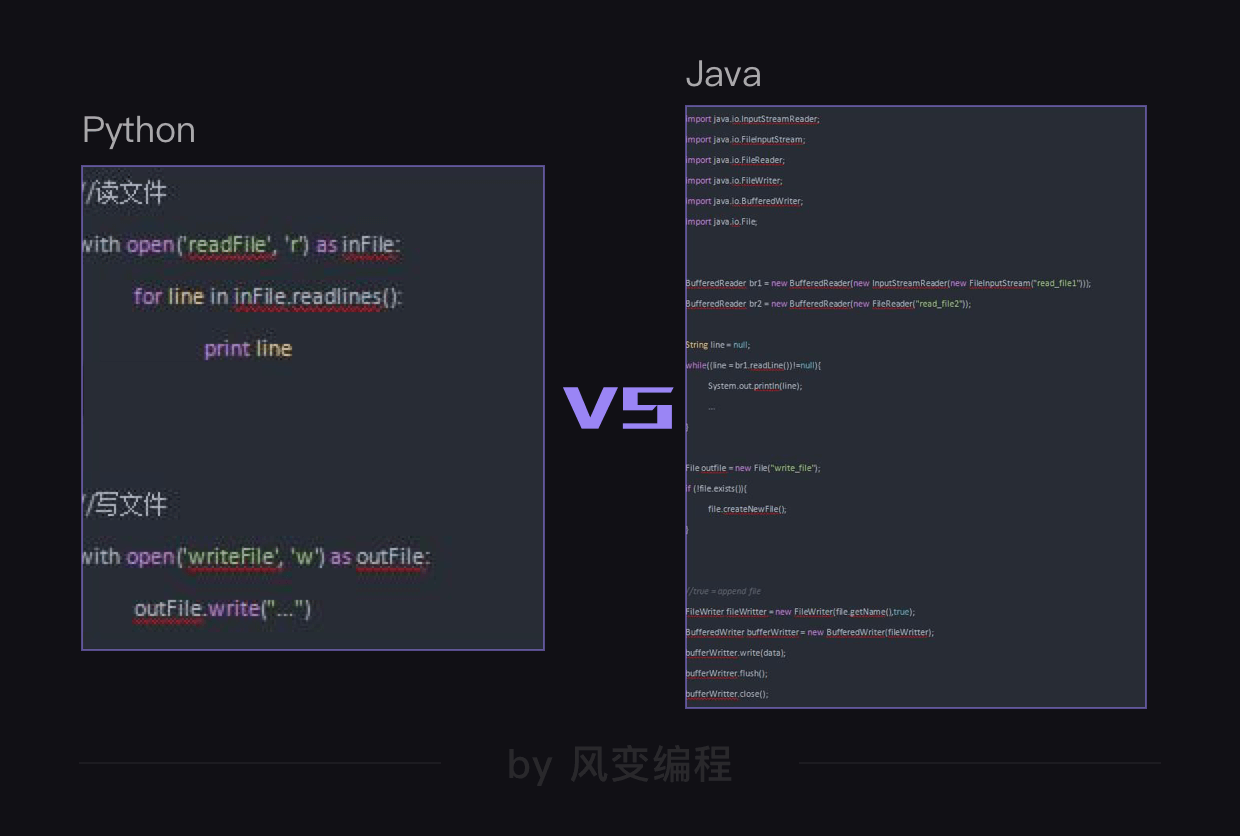 Python
//读文件
with open('readFile', 'r') as inFile:
for line in inFile.readlines():
print line
//写文件
with open('writeFile', 'w') as outFile:
outFile.write("...")
VS
Java
import java.io.InputStreamReader;
import java.io.FileInputStream;
import java.io.FileReader;
import java.io.FileWriter;
import java.io.BufferedWriter;
import java.io.File;
BufferedReader br1 = new BufferedReader(new InputStreamReader(new FileInputStream("read_file1")));
BufferedReader br2 = new BufferedReader(new FileReader("read_file2"));
String line = null;
while((line = br1.readLine())!=null){
System.out.println(line);
...
}
File outfile = new File("write_file");
if (!file.exists()){
file.createNewFile();
}
//true = append file
FileWriter fileWritter = new FileWriter(file.getName(),true);
BufferedWriter bufferWritter = new BufferedWriter(fileWritter);
bufferWritter.write(data);
bufferWritrer.flush();
bufferWritter.close();
by 风变编程